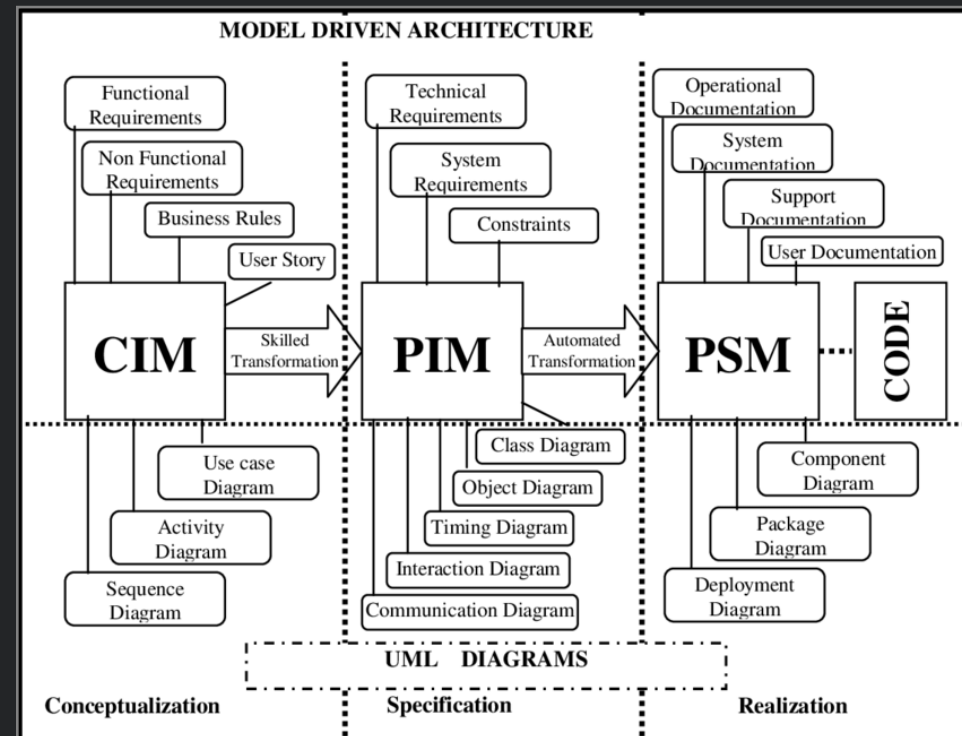 MODEL DRIVEN ARCHITECTURE
Functional
Requirements
Non Functional
Requirements
Business Rules
User Story
Technical
Requirements
System
Requirements
Constraints
Operational
Documentation
System
Documentation
Support
Documentation
User Documentation
CIM
Skilled
Transformation
PIM
Automated
Transformation
PSM
CODE
Use case
Diagram
Activity
Diagram
Sequence
Diagram
Class Diagram
Object Diagram
Timing Diagram
Interaction Diagram
Communication Diagram
Component
Diagram
Package
Diagram
Deployment
Diagram
UML DIAGRAMS
Conceptualization
Specification
Realization